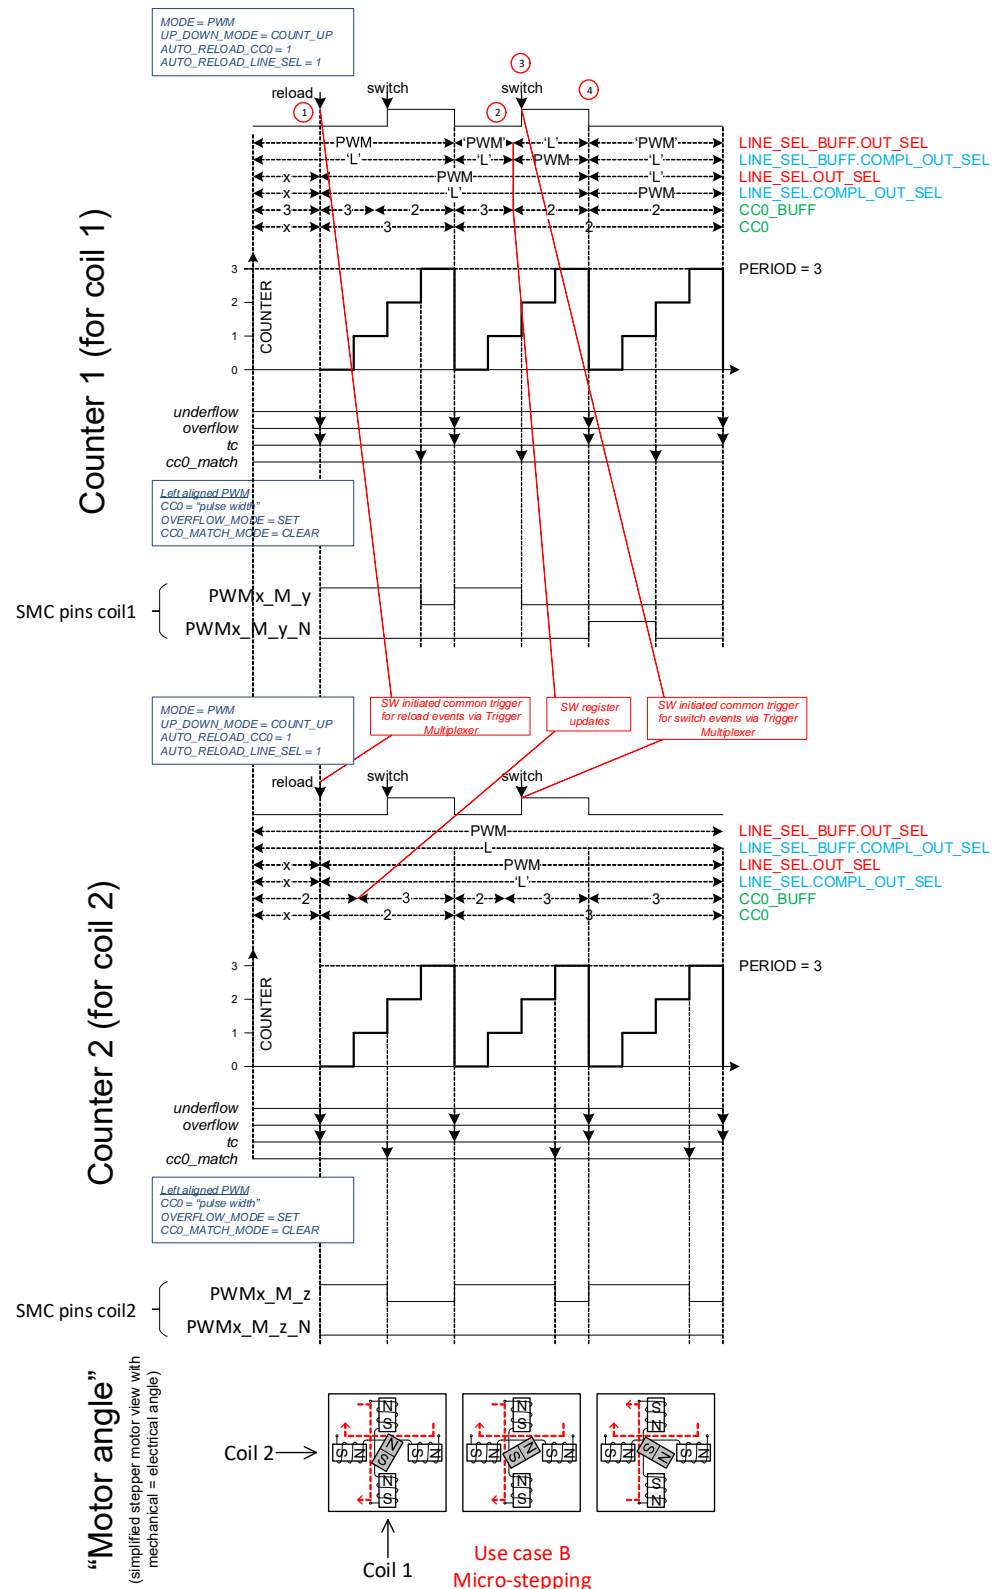 MODE = PWM
UP_DOWN_MODE = COUNT_UP
AUTO_RELOAD_CC0 = 1
AUTO_RELOAD_LINE_SEL = 1
reload
switch
switch
1
2
3
4
PWM 'PWM' 'L' 'PWM' LINE_SEL_BUFF.OUT_SEL
'L' 'L' PWM 'L' LINE_SEL_BUFF.COMPL_OUT_SEL
x PWM 'L' LINE_SEL.OUT_SEL
x 'L' PWM LINE_SEL.COMPL_OUT_SEL
3 3 2 3 2 2 CC0_BUFF
x 3 2 CC0
Counter 1 (for coil 1)
COUNTER
3
2
1
0
PERIOD = 3
underflow
overflow
tc
cc0_match
Left aligned PWM
CC0 = "pulse width"
OVERFLOW_MODE = SET
CC0_MATCH_MODE = CLEAR
SMC pins coil1
PWMx_M_y
PWMx_M_y_N
MODE = PWM
UP_DOWN_MODE = COUNT_UP
AUTO_RELOAD_CC0 = 1
AUTO_RELOAD_LINE_SEL = 1
SW initiated common trigger
for reload events via Trigger
Multiplexer
SW register
updates
SW initiated common trigger
for switch events via Trigger
Multiplexer
reload
switch
switch
PWM LINE_SEL_BUFF.OUT_SEL
L LINE_SEL_BUFF.COMPL_OUT_SEL
x PWM LINE_SEL.OUT_SEL
x 'L' LINE_SEL.COMPL_OUT_SEL
2 3 2 3 3 CC0_BUFF
x 2 3 CC0
Counter 2 (for coil 2)
COUNTER
3
2
1
0
PERIOD = 3
underflow
overflow
tc
cc0_match
Left aligned PWM
CC0 = "pulse width"
OVERFLOW_MODE = SET
CC0_MATCH_MODE = CLEAR
SMC pins coil2
PWMx_M_z
PWMx_M_z_N
"Motor angle"
(simplified stepper motor view with
mechanical = electrical angle)
Coil 2
Coil 1
N
S
S N
N S
S N
N
S
N
S
S N
S N
S N
N
S
S
N
S N
S N
S N
S
N
Use case B
Micro-stepping